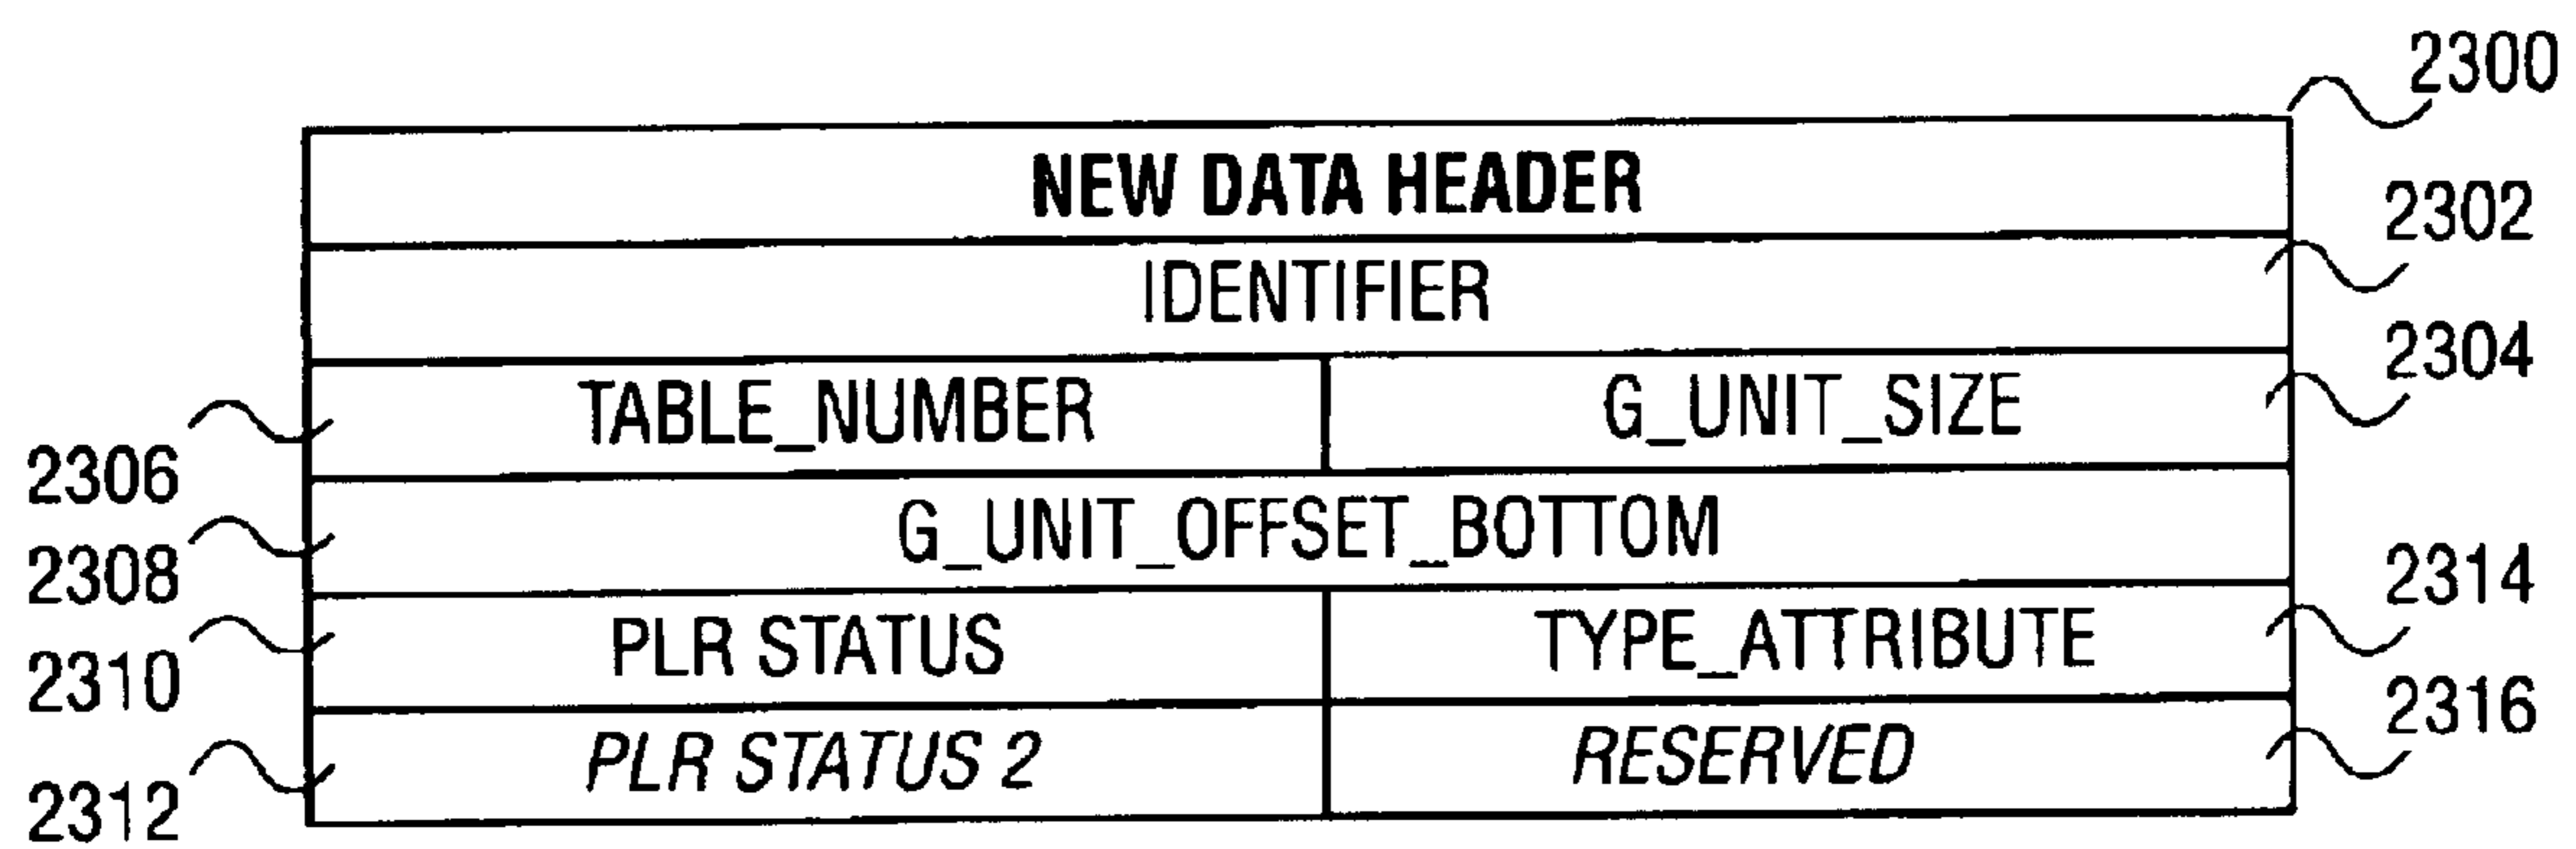 2300
NEW DATA HEADER
2302
IDENTIFIER
2304
TABLE_NUMBER G_UNIT_SIZE
2306
G_UNIT_OFFSET_BOTTOM
2308
2314
PLR STATUS TYPE_ATTRIBUTE
2310
2316
PLR STATUS 2 RESERVED
2312